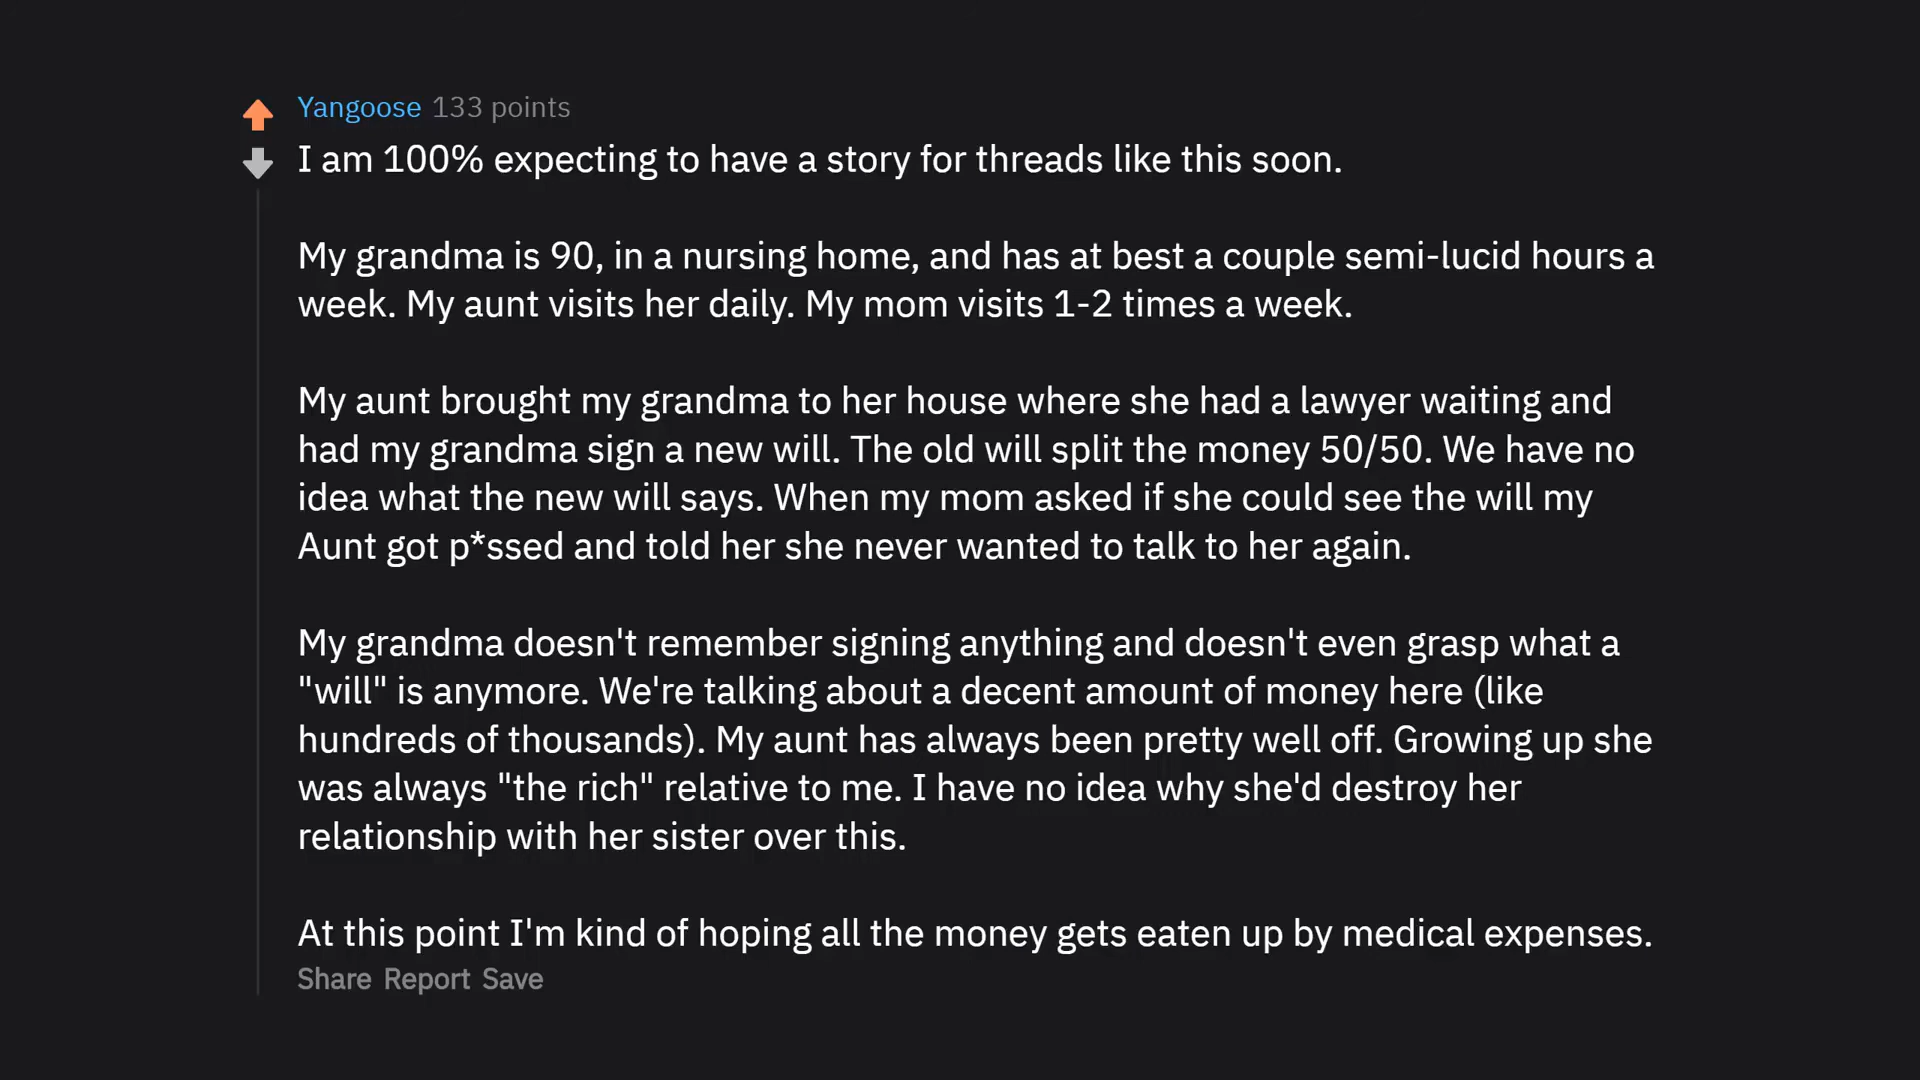 Yangoose 133 points
I am 100% expecting to have a story for threads like this soon.
My grandma is 90, in a nursing home, and has at best a couple semi-lucid hours a
week. My aunt visits her daily. My mom visits 1-2 times a week.
My aunt brought my grandma to her house where she had a lawyer waiting and
had my grandma sign a new will. The old will split the money 50/50. We have no
idea what the new will says. When my mom asked if she could see the will my
Aunt got p*ssed and told her she never wanted to talk to her again.
My grandma doesn't remember signing anything and doesn't even grasp what a
"will" is anymore. We're talking about a decent amount of money here (like
hundreds of thousands). My aunt has always been pretty well off. Growing up she
was always "the rich" relative to me. I have no idea why she'd destroy her
relationship with her sister over this.
At this point I'm kind of hoping all the money gets eaten up by medical expenses.
Share Report Save